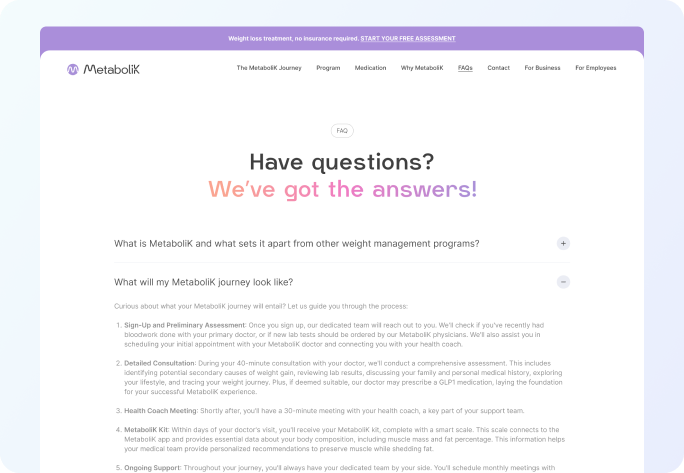 Weight loss treatment, no insurance required. START YOUR FREE ASSESSMENT
MetaboliK
The MetaboliK Journey Program Medication Why MetaboliK FAQs Contact For Business For Employees
FAQ
Have questions?
We've got the answers!
What is MetaboliK and what sets it apart from other weight management programs?
What will my MetaboliK journey look like?
Curious about what your MetaboliK journey will entail? Let us guide you through the process:
1. Sign-Up and Preliminary Assessment: Once you sign up, our dedicated team will reach out to you. We'll check if you've recently had
bloodwork done with your primary doctor, or if new lab tests should be ordered by our MetaboliK physicians. We'll also assist you in
scheduling your initial appointment with your MetaboliK doctor and connecting you with your health coach.
2. Detailed Consultation: During your 40-minute consultation with your doctor, we'll conduct a comprehensive assessment. This includes
identifying potential secondary causes of weight gain, reviewing lab results, discussing your family and personal medical history, exploring
your lifestyle, and tracing your weight journey. Plus, if deemed suitable, our doctor may prescribe a GLP1 medication, laying the foundation
for your successful MetaboliK experience.
3. Health Coach Meeting: Shortly after, you'll have a 30-minute meeting with your health coach, a key part of your support team.
4. MetaboliK Kit: Within days of your doctor's visit, you'll receive your MetaboliK kit, complete with a smart scale. This scale connects to the
MetaboliK app and provides essential data about your body composition, including muscle mass and fat percentage. This information helps
your medical team provide personalized recommendations to preserve muscle while shedding fat.
5. Ongoing Support: Throughout your journey, you'll always have your dedicated team by your side. You'll schedule monthly meetings with